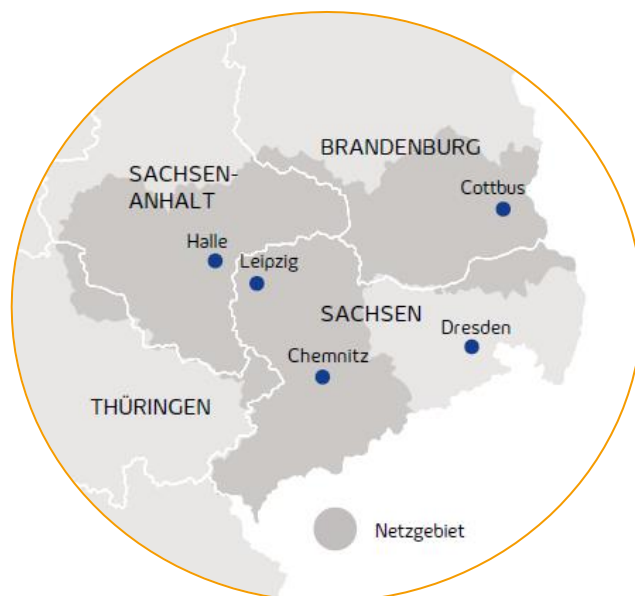 BRANDENBURG
SACHSEN-
ANHALT
Cottbus
Halle
Leipzig
SACHSEN
Dresden
Chemnitz
THÜRINGEN
Netzgebiet